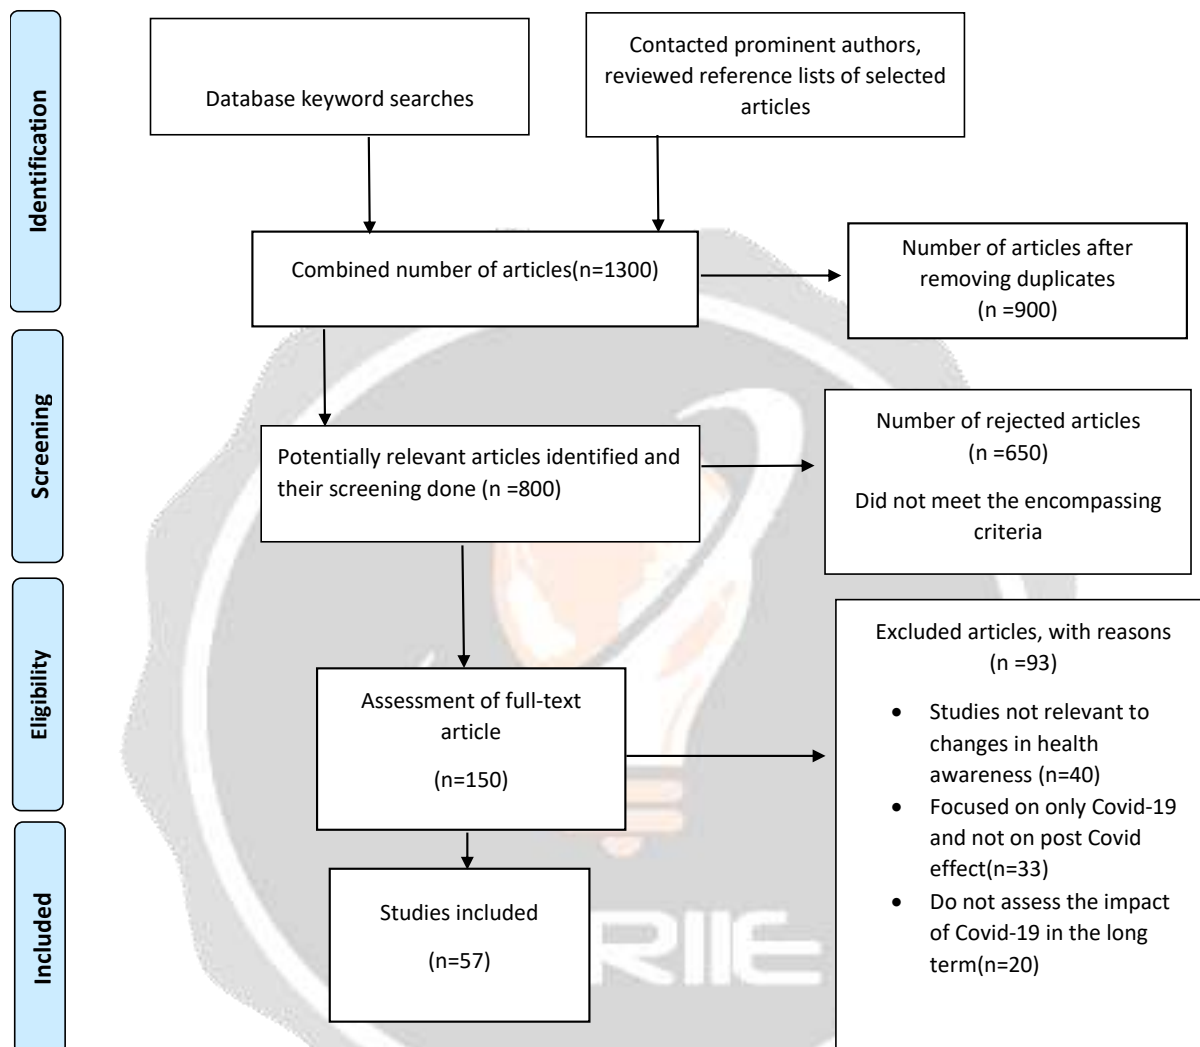 Identification
Database keyword searches
Contacted prominent authors,
reviewed reference lists of selected
articles
Combined number of articles(n=1300)
Number of articles after
removing duplicates
(n =900)
Screening
Potentially relevant articles identified and
their screening done (n =800)
Number of rejected articles
(n =650)
Did not meet the encompassing
criteria
Eligibility
Assessment of full-text
article
(n=150)
Excluded articles, with reasons
(n =93)
• Studies not relevant to
changes in health
awareness (n=40)
• Focused on only Covid-19
and not on post Covid
effect(n=33)
• Do not assess the impact
of Covid-19 in the long
term(n=20)
Included
Studies included
(n=57)
RIIE